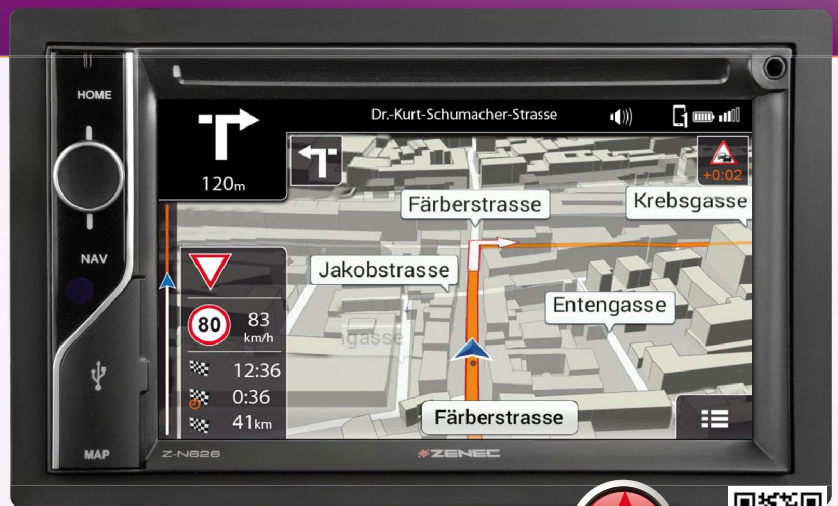 HOME
NAV
MAP
Dr.-Kurt-Schumacher-Strasse
120m
+0:02
Färberstrasse
Krebsgasse
Jakobstrasse
Entengasse
gasse
80
83
km/h
12:36
0:36
41km
Färberstrasse
Z-N626
ZENEC